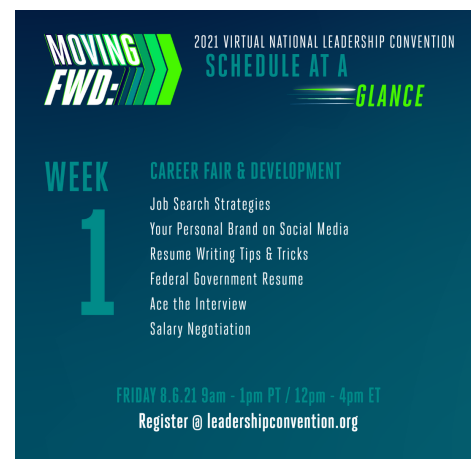 MOVING
FWD:
2021 VIRTUAL NATIONAL LEADERSHIP CONVENTION
SCHEDULE AT A
GLANCE
WEEK
1
CAREER FAIR & DEVELOPMENT
Job Search Strategies
Your Personal Brand on Social Media
Resume Writing Tips & Tricks
Federal Government Resume
Ace the Interview
Salary Negotiation
FRIDAY 8.6.21 9am - 1pm PT / 12pm - 4pm ET
Register @ leadershipconvention.org